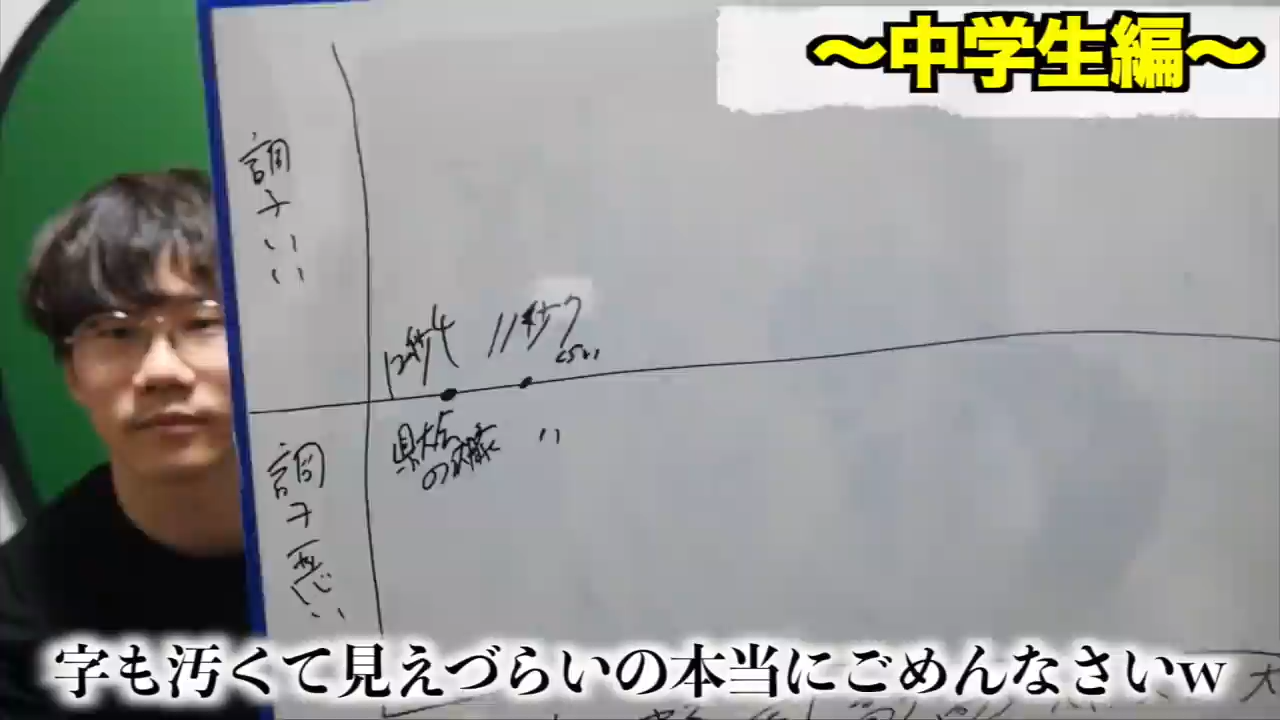 〜中学生編〜
調子いい
12秒4
11秒7
くらい
県大会
の決勝
〃
調子悪い
字も汚くて見えづらいの本当にごめんなさいw
大